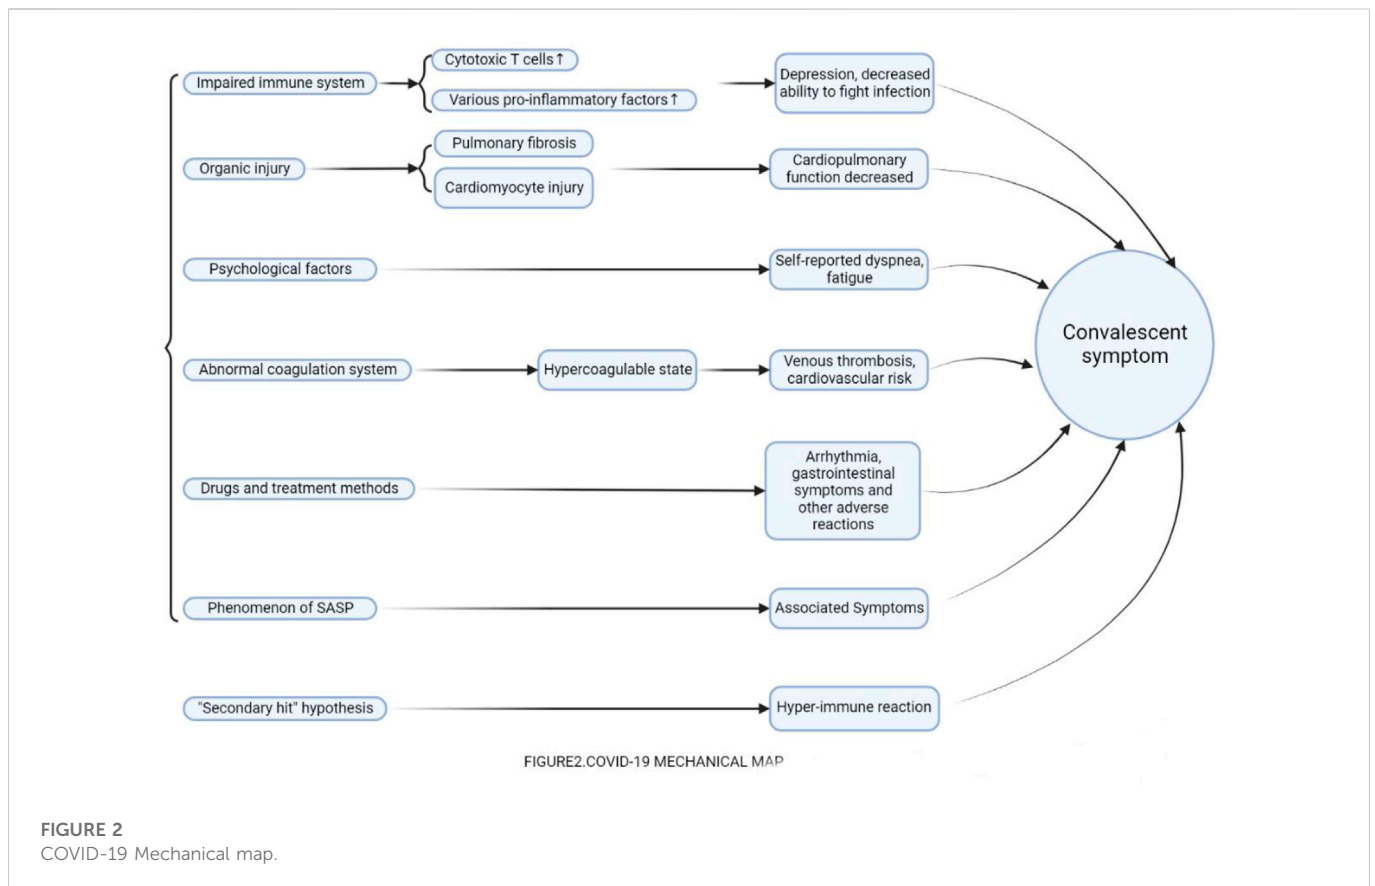 Impaired immune system
Cytotoxic T cells↑
Various pro-inflammatory factors↑
Depression, decreased
ability to fight infection
Organic injury
Pulmonary fibrosis
Cardiomyocyte injury
Cardiopulmonary
function decreased
Psychological factors
Self-reported dyspnea,
fatigue
Abnormal coagulation system
Hypercoagulable state
Venous thrombosis,
cardiovascular risk
Drugs and treatment methods
Arrhythmia,
gastrointestinal
symptoms and
other adverse
reactions
Phenomenon of SASP
Associated Symptoms
"Secondary hit" hypothesis
Hyper-immune reaction
Convalescent
symptom
FIGURE2.COVID-19 MECHANICAL MAP
FIGURE 2
COVID-19 Mechanical map.